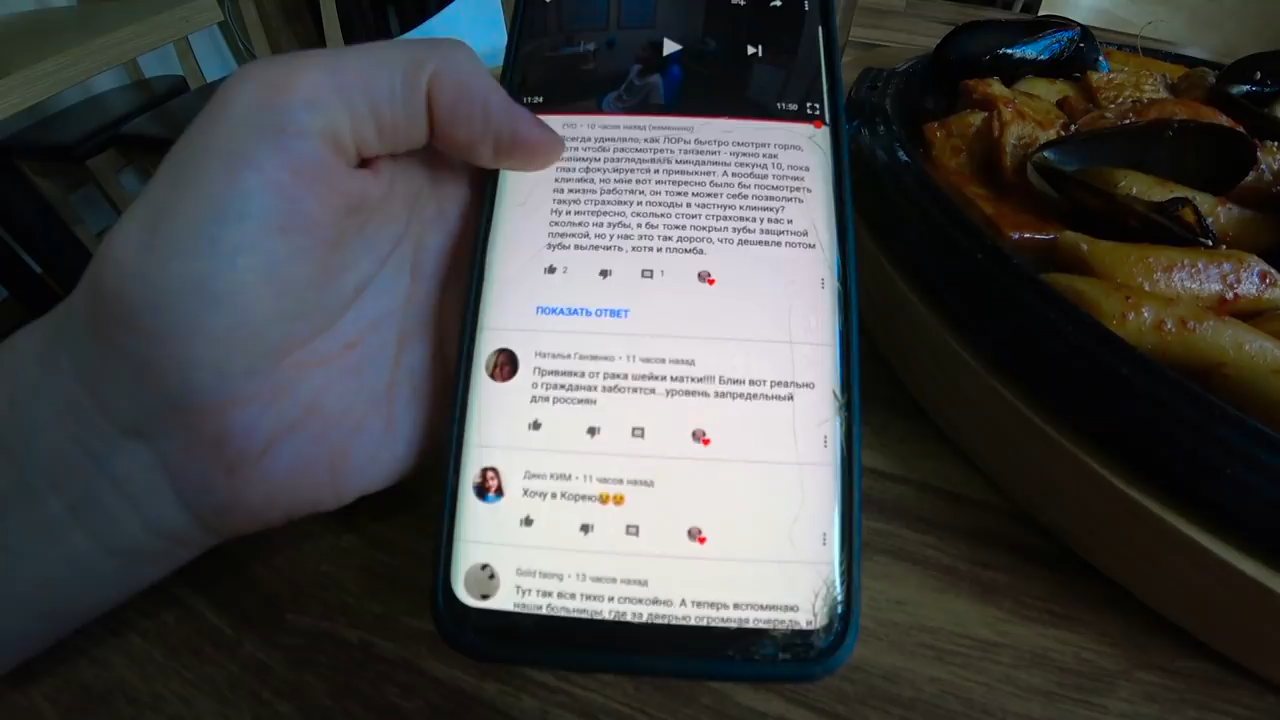 11:24
11:50
10 часов назад (изменено)
Всегда удивляло, как ЛОРы быстро смотрят горло,
хотя чтобы рассмотреть танзелит - нужно как
минимум разглядывать миндалины секунд 10, пока
глаз сфокусируется и привыкнет. А вообще топчик
клиника, но мне вот интересно было бы посмотреть
на жизнь работяги, он тоже может себе позволить
такую страховку и походы в частную клинику?
Ну и интересно, сколько стоит страховка у вас и
сколько на зубы, я бы тоже покрыл зубы защитной
пленкой, но у нас это так дорого, что дешевле потом
зубы вылечить , хотя и пломба.
2
1
ПОКАЗАТЬ ОТВЕТ
Наталья Ганзенко • 11 часов назад
Прививка от рака шейки матки!!!! Блин вот реально
о гражданах заботятся...уровень запредельный
для россиян
Дико КИМ • 11 часов назад
Хочу в Корею😢😢
Gold tsong • 13 часов назад
Тут так все тихо и спокойно. А теперь вспоминаю
наши больницы, где за дверью огромная очередь, и